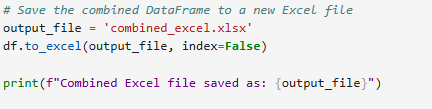 # Save the combined DataFrame to a new Excel file
output_file = 'combined_excel.xlsx'
df.to_excel(output_file, index=False)
print(f"Combined Excel file saved as: {output_file}")